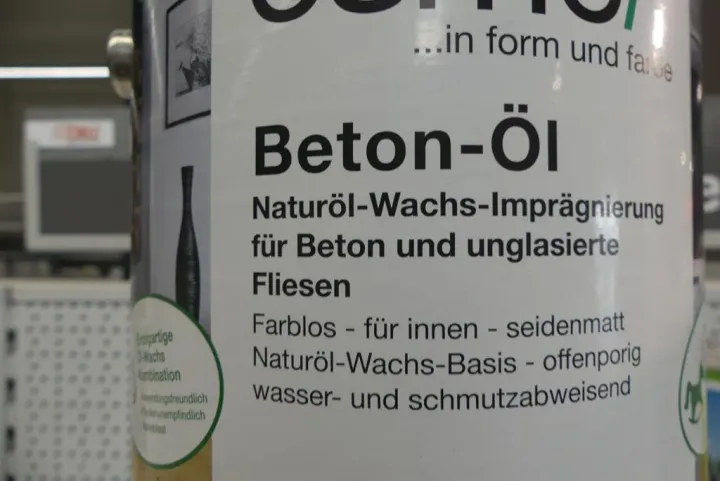 ...in form und farbe
Beton-Öl
Naturöl-Wachs-Imprägnierung
für Beton und unglasierte
Fliesen
Farblos - für innen - seidenmatt
Naturöl-Wachs-Basis - offenporig
wasser- und schmutzabweisend